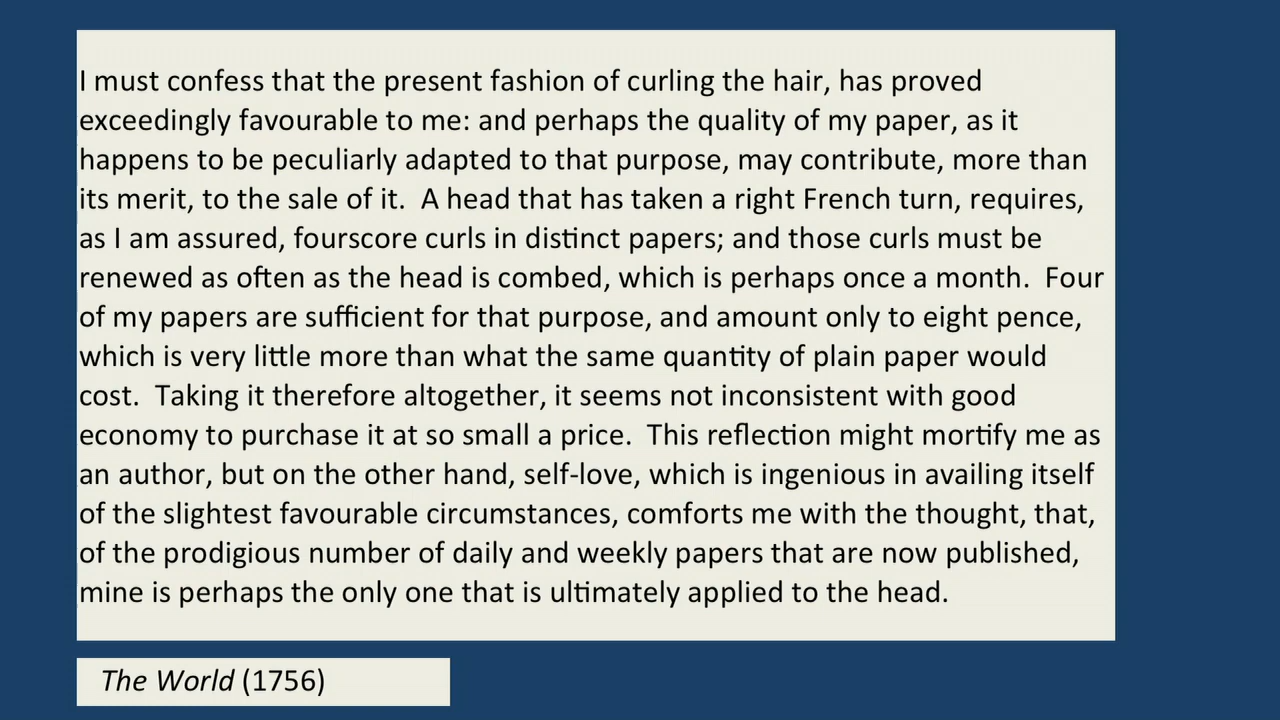 I must confess that the present fashion of curling the hair, has proved
exceedingly favourable to me: and perhaps the quality of my paper, as it
happens to be peculiarly adapted to that purpose, may contribute, more than
its merit, to the sale of it.  A head that has taken a right French turn, requires,
as I am assured, fourscore curls in distinct papers; and those curls must be
renewed as often as the head is combed, which is perhaps once a month.  Four
of my papers are sufficient for that purpose, and amount only to eight pence,
which is very little more than what the same quantity of plain paper would
cost.  Taking it therefore altogether, it seems not inconsistent with good
economy to purchase it at so small a price.  This reflection might mortify me as
an author, but on the other hand, self-love, which is ingenious in availing itself
of the slightest favourable circumstances, comforts me with the thought, that,
of the prodigious number of daily and weekly papers that are now published,
mine is perhaps the only one that is ultimately applied to the head.
The World (1756)